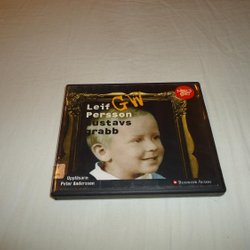 Leif GW
Persson
Gustavs
grabb
Uppläsare:
Peter Andersson